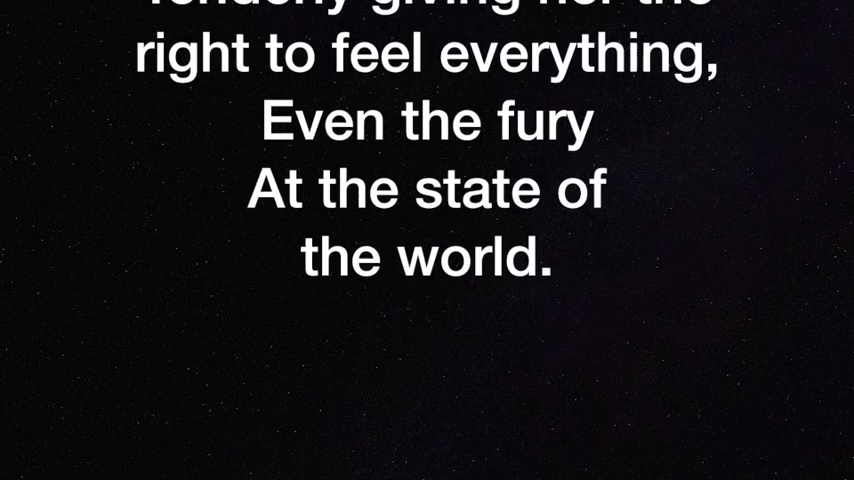 Tenderly giving her the
right to feel everything,
Even the fury
At the state of
the world.